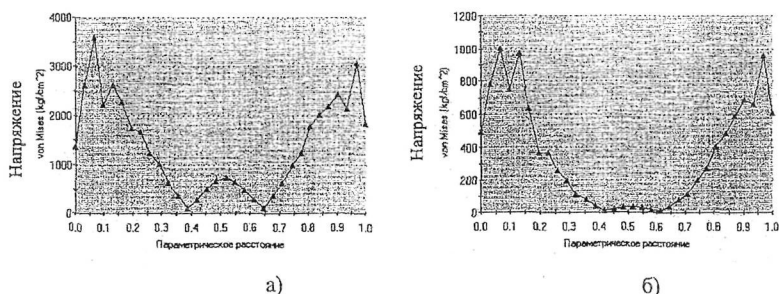 Напряжение
von Mises [kgf/cm^2]
4000
3000
2000
1000
0
0.0 0.1 0.2 0.3 0.4 0.5 0.6 0.7 0.8 0.9 1.0
Параметрическое расстояние
а)
Напряжение
von Mises [kgf/cm^2]
1200
1000
800
600
400
200
0
0.0 0.1 0.2 0.3 0.4 0.5 0.6 0.7 0.8 0.9 1.0
Параметрическое расстояние
б)